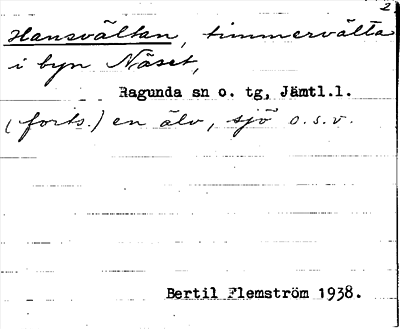 2
Hansvältan, timmervälta
i byn Näset,
Ragunda sn o. tg, Jämtl.l.
(forts.) en älv, sjö o.s.v.
Bertil Flemström 1938.